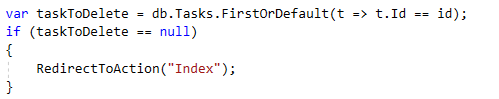 var taskToDelete = db.Tasks.FirstOrDefault(t => t.Id == id);
if (taskToDelete == null)
{
    RedirectToAction("Index");
}